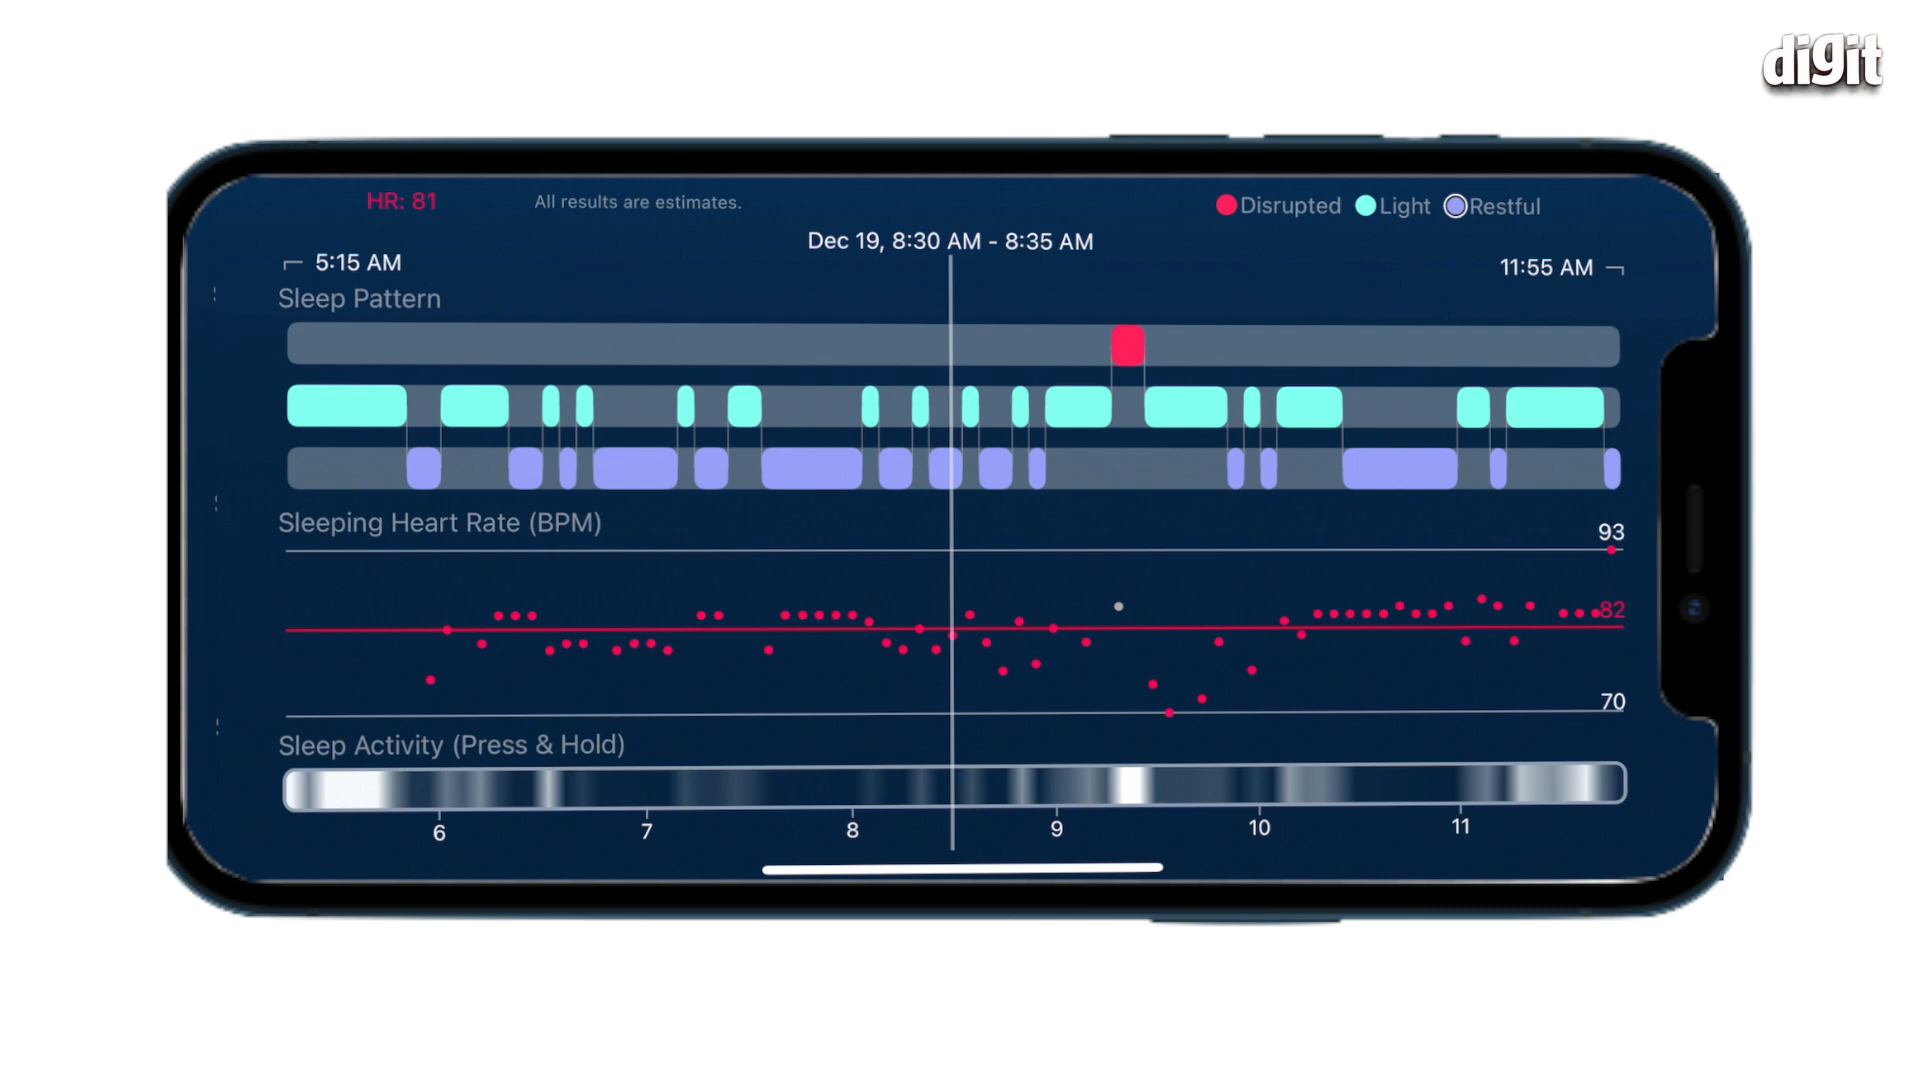 digit
HR: 81
All results are estimates.
Disrupted
Light
Restful
Dec 19, 8:30 AM - 8:35 AM
5:15 AM
11:55 AM
Sleep Pattern
Sleeping Heart Rate (BPM)
93
82
70
Sleep Activity (Press & Hold)
6 7 8 9 10 11